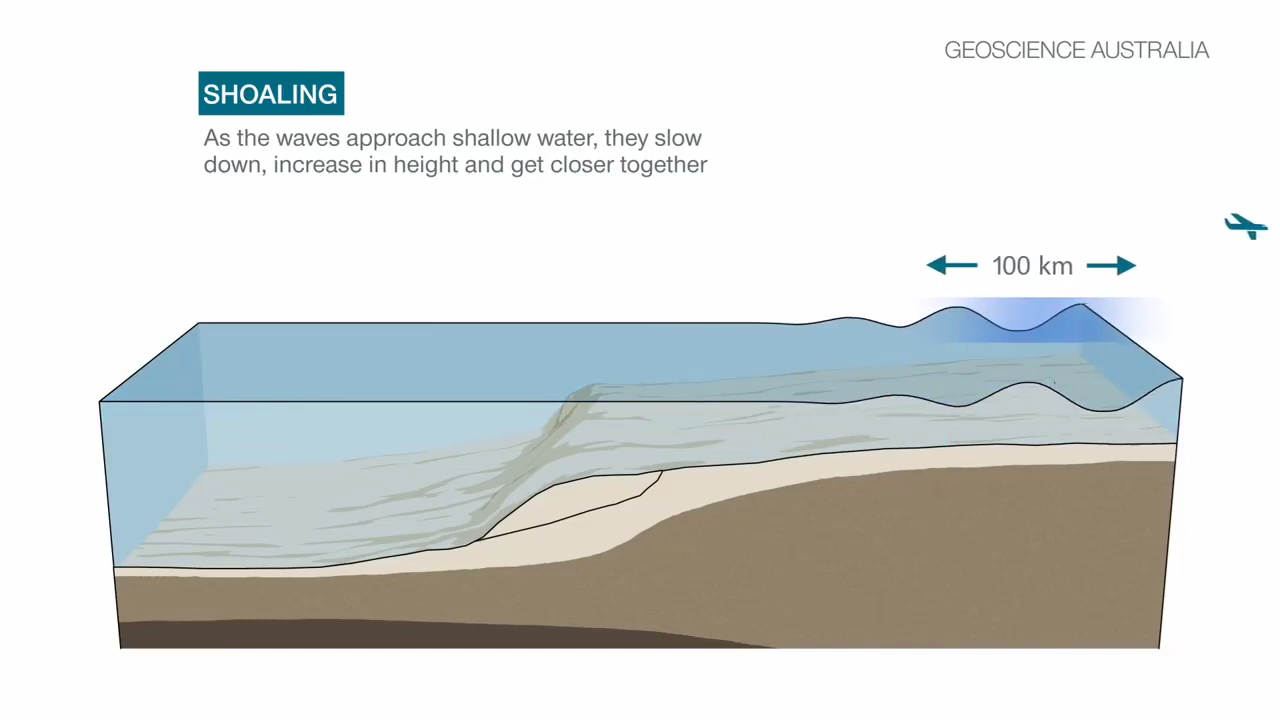 GEOSCIENCE AUSTRALIA
SHOALING
As the waves approach shallow water, they slow
down, increase in height and get closer together
100 km